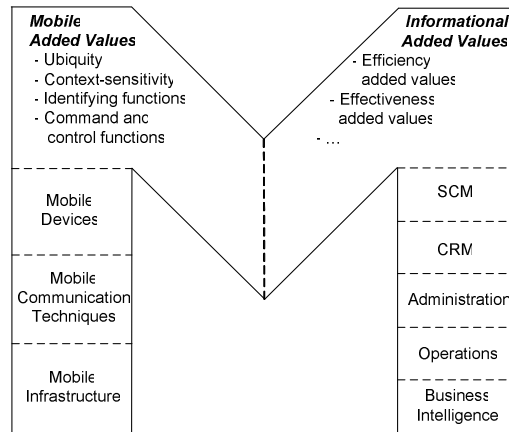 Mobile
Added Values
- Ubiquity
- Context-sensitivity
- Identifying functions
- Command and
control functions
Informational
Added Values
- Efficiency
added values
- Effectiveness
added values
- ...
Mobile
Devices
Mobile
Communication
Techniques
Mobile
Infrastructure
SCM
CRM
Administration
Operations
Business
Intelligence